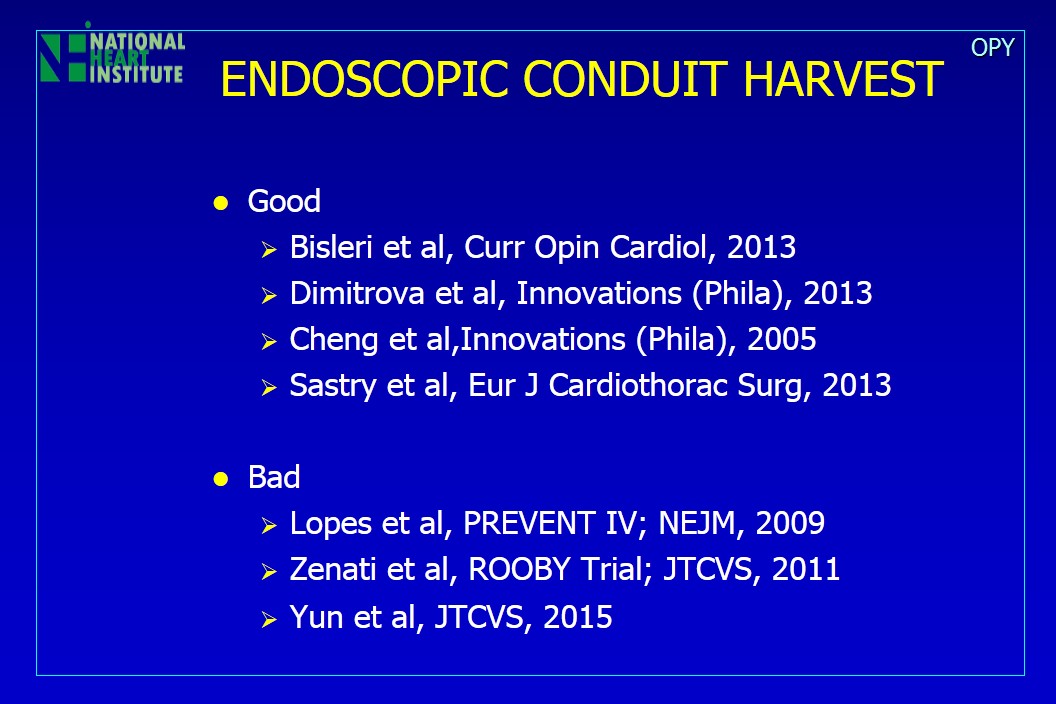 NATIONAL
HEART
INSTITUTE
OPY
ENDOSCOPIC CONDUIT HARVEST
Good
Bisleri et al, Curr Opin Cardiol, 2013
Dimitrova et al, Innovations (Phila), 2013
Cheng et al,Innovations (Phila), 2005
Sastry et al, Eur J Cardiothorac Surg, 2013
Bad
Lopes et al, PREVENT IV; NEJM, 2009
Zenati et al, ROOBY Trial; JTCVS, 2011
Yun et al, JTCVS, 2015